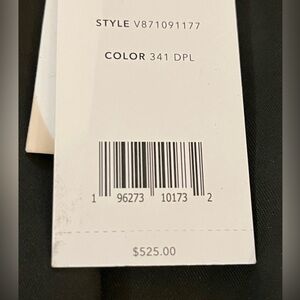 STYLE V871091177
COLOR 341 DPL
1 96273 10173 2
$525.00